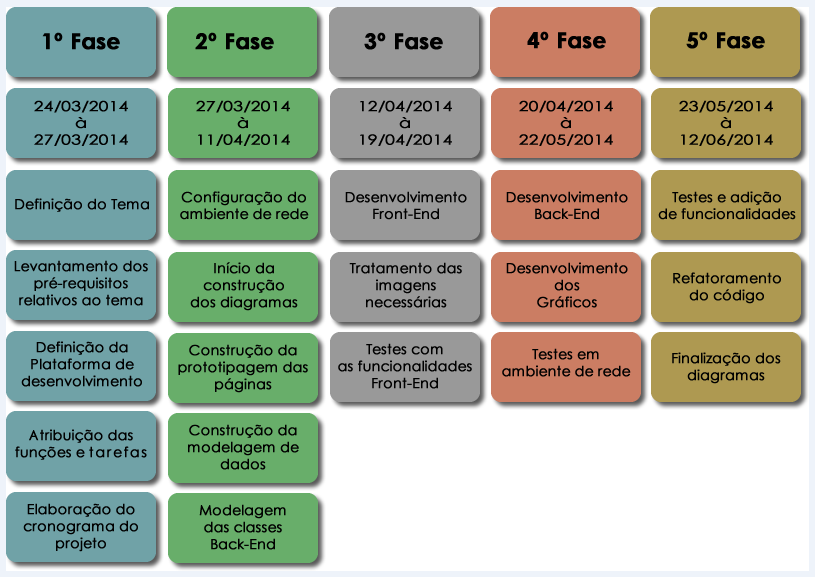 1º Fase
24/03/2014
à
27/03/2014
Definição do Tema
Levantamento dos
pré-requisitos
relativos ao tema
Definição da
Plataforma de
desenvolvimento
Atribuição das
funções e tarefas
Elaboração do
cronograma do
projeto
2º Fase
27/03/2014
à
11/04/2014
Configuração do
ambiente de rede
Início da
construção
dos diagramas
Construção da
prototipagem das
páginas
Construção da
modelagem de
dados
Modelagem
das classes
Back-End
3º Fase
12/04/2014
à
19/04/2014
Desenvolvimento
Front-End
Tratamento das
imagens
necessárias
Testes com
as funcionalidades
Front-End
4º Fase
20/04/2014
à
22/05/2014
Desenvolvimento
Back-End
Desenvolvimento
dos
Gráficos
Testes em
ambiente de rede
5º Fase
23/05/2014
à
12/06/2014
Testes e adição
de funcionalidades
Refatoramento
do código
Finalização dos
diagramas